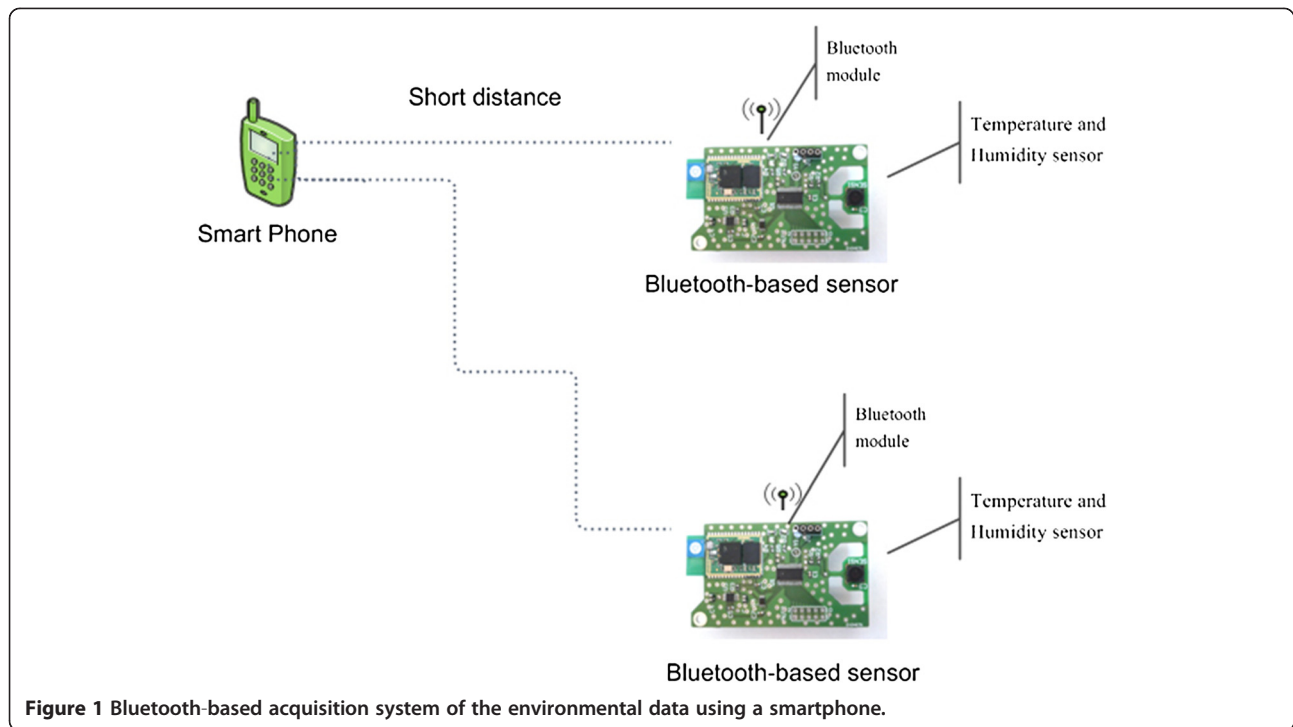 Bluetooth
module
Short distance
Temperature and
Humidity sensor
Smart Phone
Bluetooth-based sensor
Bluetooth
module
Temperature and
Humidity sensor
Bluetooth-based sensor
Figure 1 Bluetooth-based acquisition system of the environmental data using a smartphone.